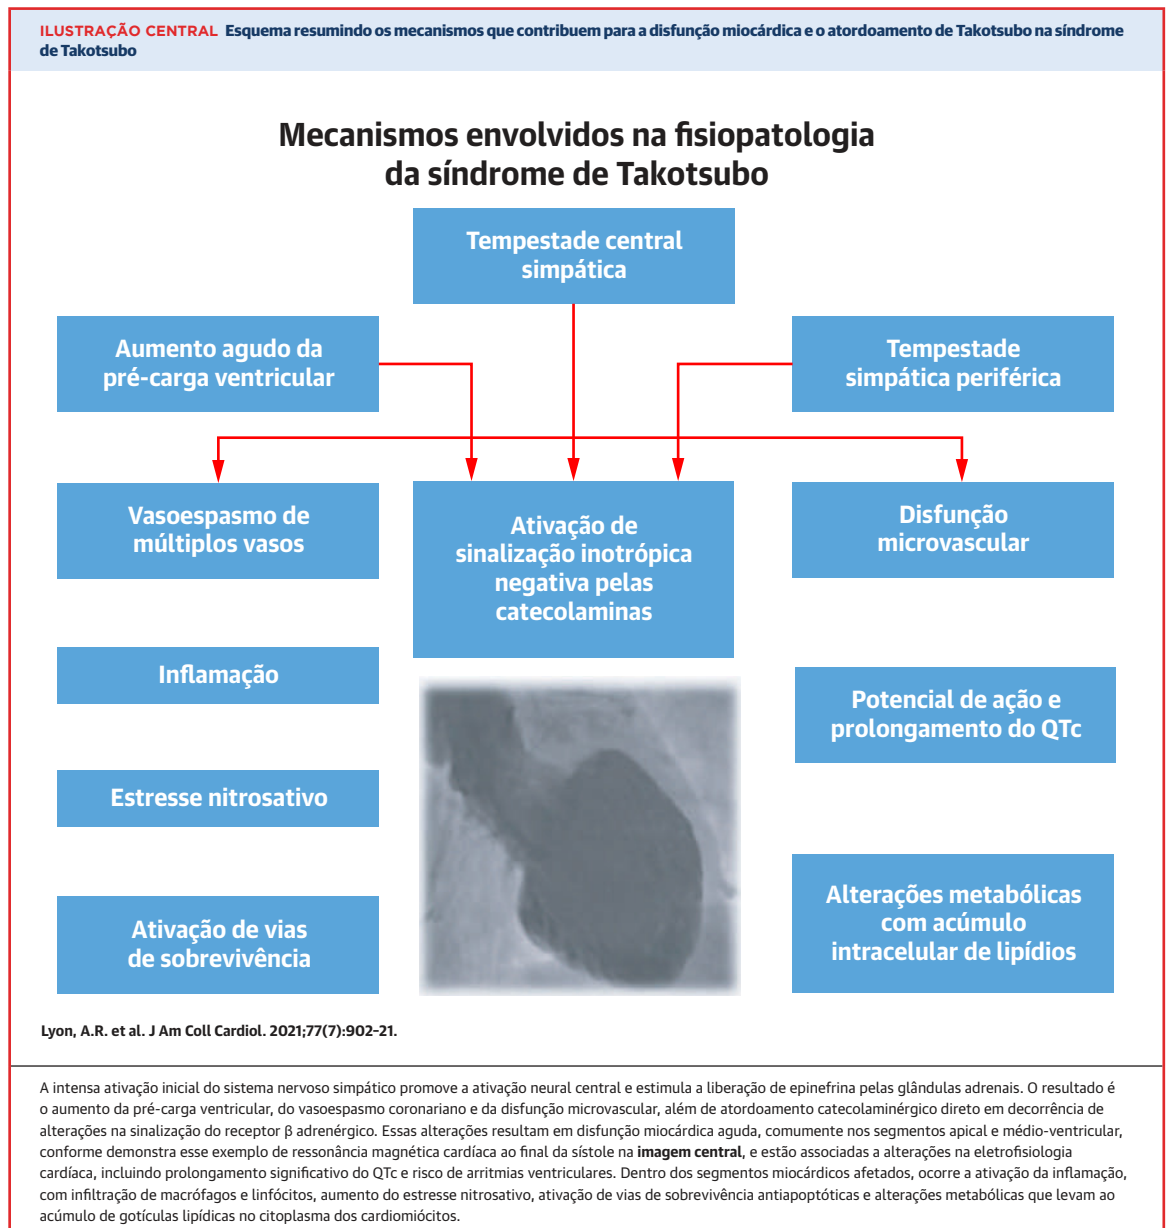 ILUSTRAÇÃO CENTRAL Esquema resumindo os mecanismos que contribuem para a disfunção miocárdica e o atordoamento de Takotsubo na síndrome
de Takotsubo
Mecanismos envolvidos na fisiopatologia
da síndrome de Takotsubo
Tempestade central
simpática
Aumento agudo da
pré-carga ventricular
Tempestade
simpática periférica
Vasoespasmo de
múltiplos vasos
Ativação de
sinalização inotrópica
negativa pelas
catecolaminas
Disfunção
microvascular
Inflamação
Potencial de ação e
prolongamento do QTc
Estresse nitrosativo
Ativação de vias
de sobrevivência
Alterações metabólicas
com acúmulo
intracelular de lipídios
Lyon, A.R. et al. J Am Coll Cardiol. 2021;77(7):902-21.
A intensa ativação inicial do sistema nervoso simpático promove a ativação neural central e estimula a liberação de epinefrina pelas glândulas adrenais. O resultado é
o aumento da pré-carga ventricular, do vasoespasmo coronariano e da disfunção microvascular, além de atordoamento catecolaminérgico direto em decorrência de
alterações na sinalização do receptor β adrenérgico. Essas alterações resultam em disfunção miocárdica aguda, comumente nos segmentos apical e médio-ventricular,
conforme demonstra esse exemplo de ressonância magnética cardíaca ao final da sístole na imagem central, e estão associadas a alterações na eletrofisiologia
cardíaca, incluindo prolongamento significativo do QTc e risco de arritmias ventriculares. Dentro dos segmentos miocárdicos afetados, ocorre a ativação da inflamação,
com infiltração de macrófagos e linfócitos, aumento do estresse nitrosativo, ativação de vias de sobrevivência antiapoptóticas e alterações metabólicas que levam ao
acúmulo de gotículas lipídicas no citoplasma dos cardiomiócitos.